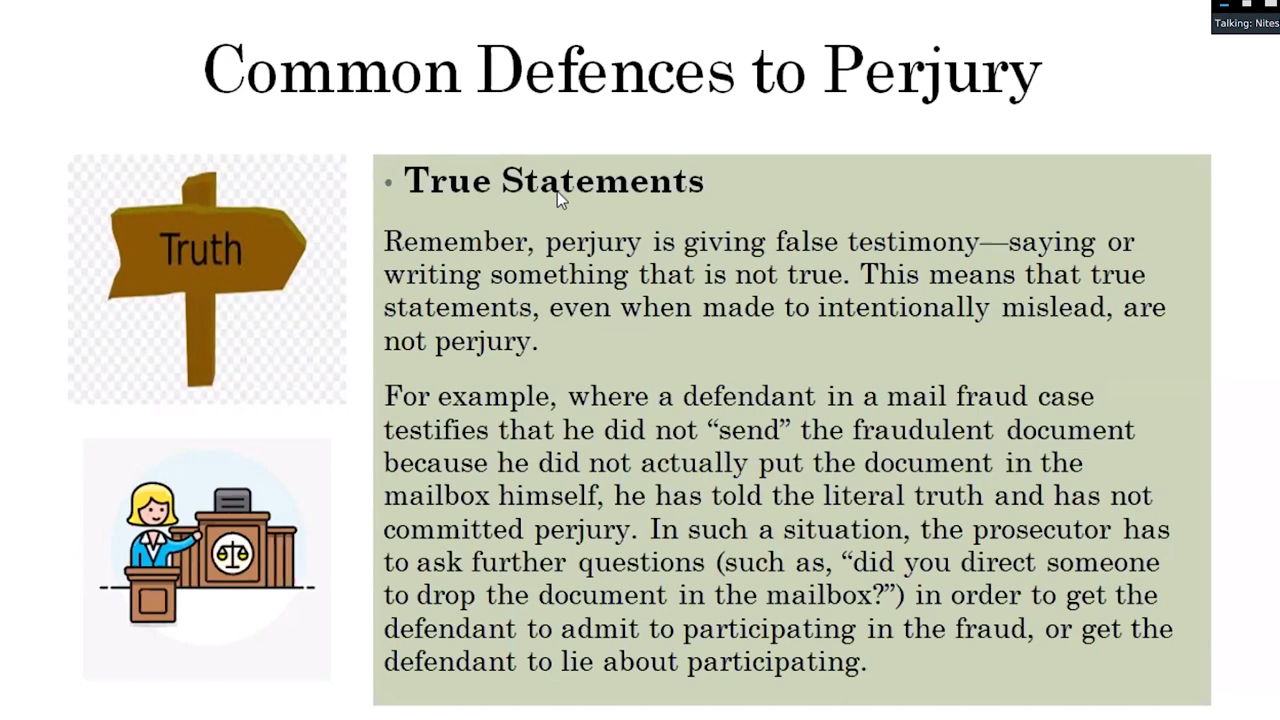 Talking: Nites
Common Defences to Perjury
Truth
• True Statements
Remember, perjury is giving false testimony—saying or
writing something that is not true. This means that true
statements, even when made to intentionally mislead, are
not perjury.
For example, where a defendant in a mail fraud case
testifies that he did not “send” the fraudulent document
because he did not actually put the document in the
mailbox himself, he has told the literal truth and has not
committed perjury. In such a situation, the prosecutor has
to ask further questions (such as, “did you direct someone
to drop the document in the mailbox?”) in order to get the
defendant to admit to participating in the fraud, or get the
defendant to lie about participating.